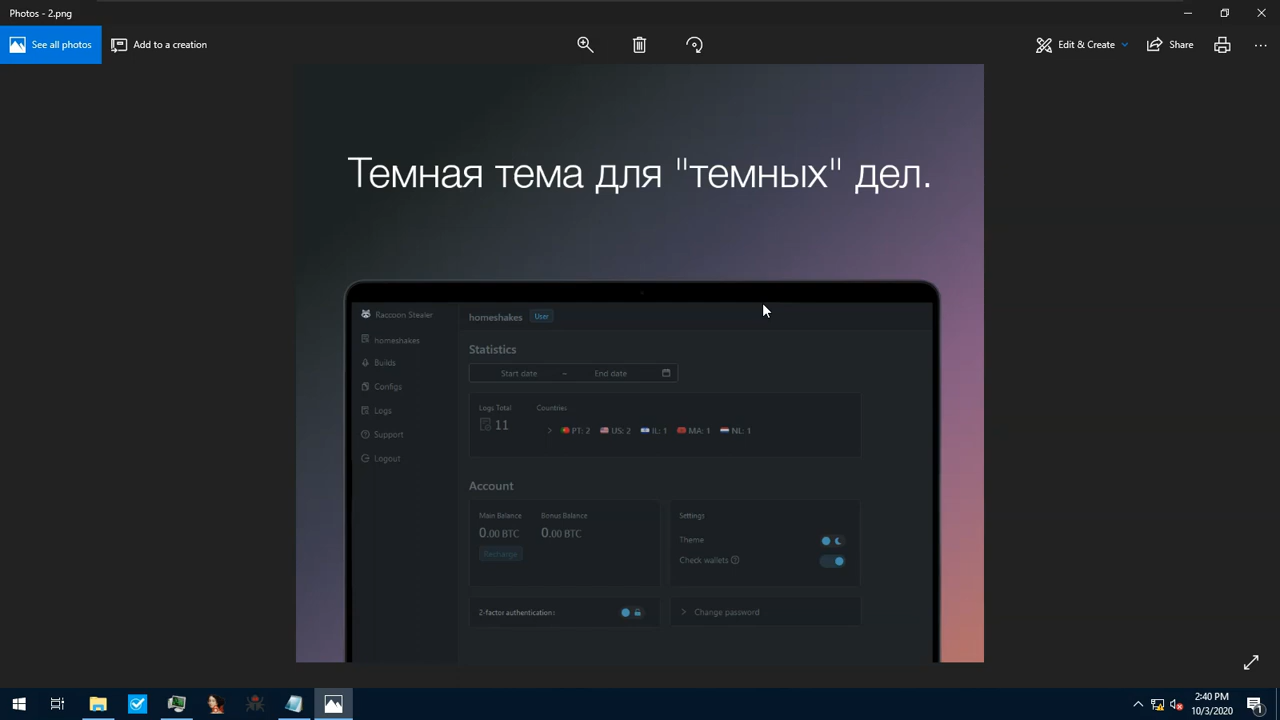 Photos - 2.png
See all photos
Add to a creation
Edit & Create
Share
Темная тема для "темных" дел.
Raccoon Stealer
homeshakes
Builds
Configs
Logs
Support
Logout
homeshakes User
Statistics
Start date ~ End date
Logs Total
11
Countries
PT: 2 US: 2 IL: 1 MA: 1 NL: 1
Account
Main Balance
0.00 BTC
Recharge
Bonus Balance
0.00 BTC
Settings
Theme
Check wallets
2-factor authentication:
Change password
2:40 PM
10/3/2020
1